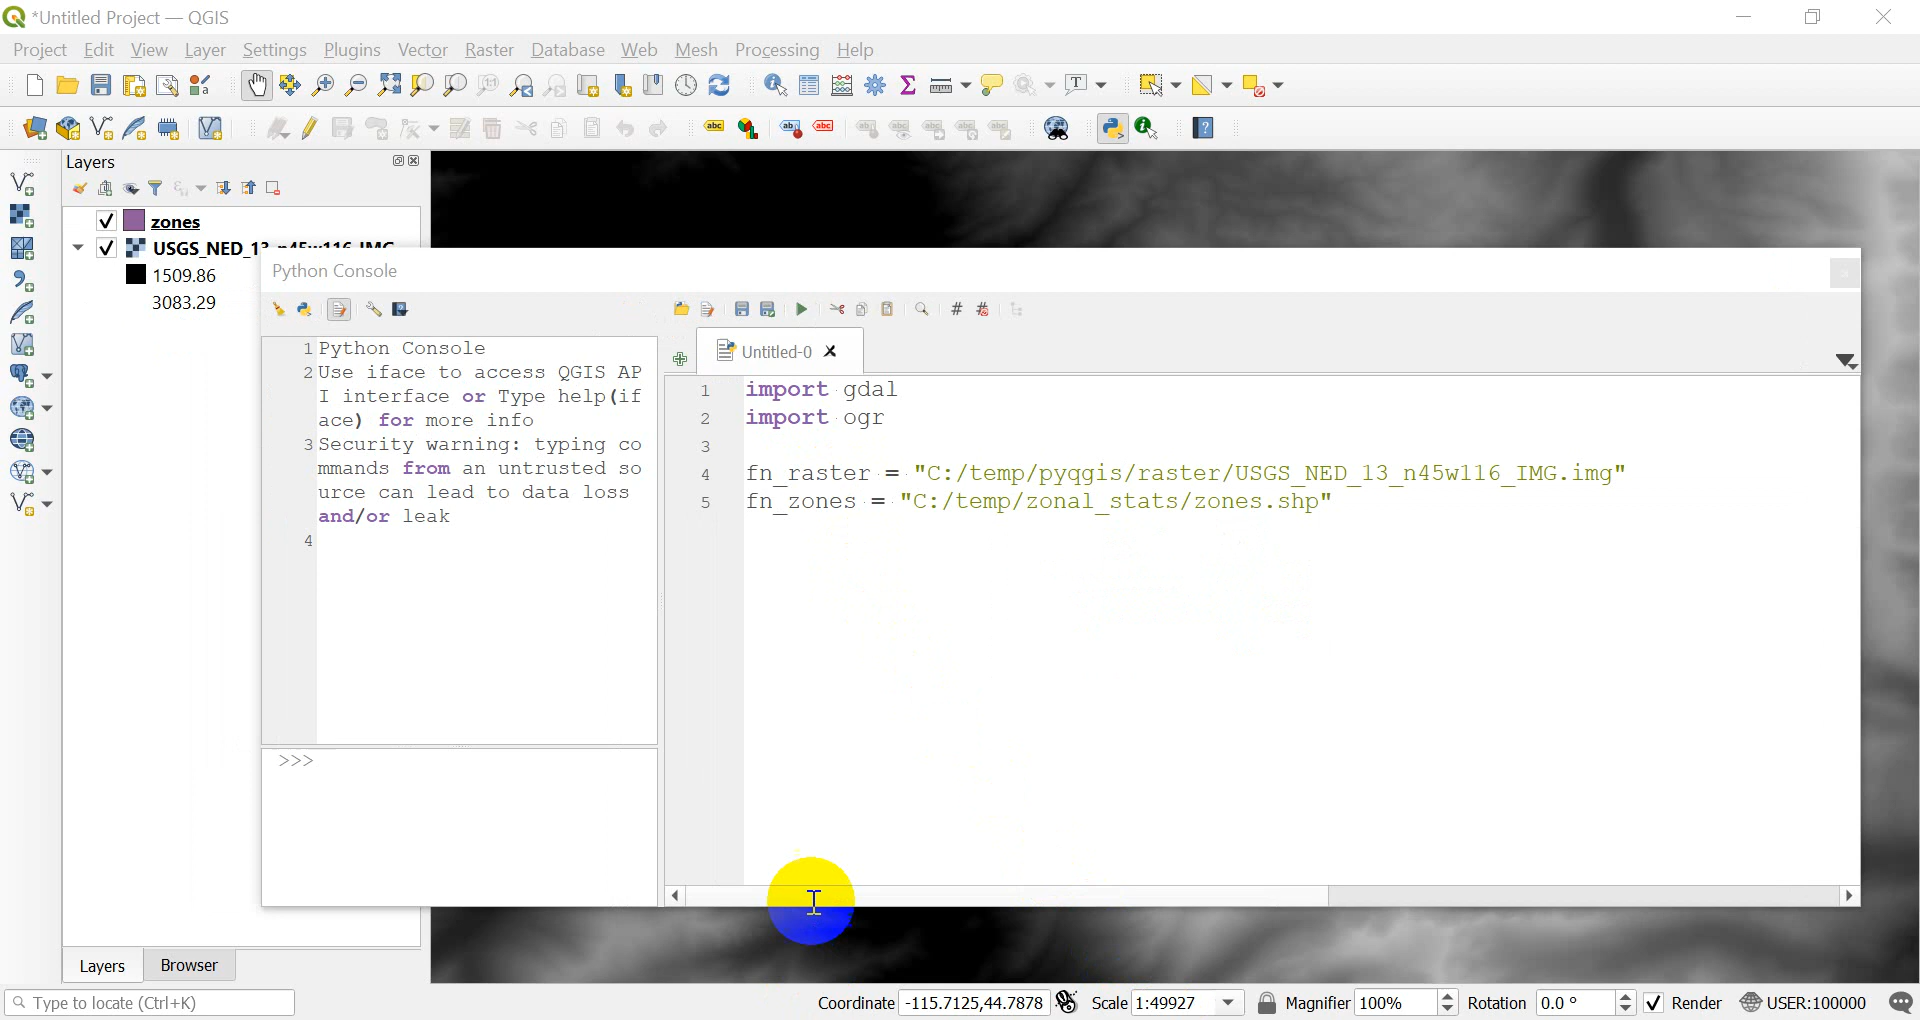 *Untitled Project — QGIS
Project Edit View Layer Settings Plugins Vector Raster Database Web Mesh Processing Help
Layers
zones
USGS_NED_13_n45w116_IMG
1509.86
3083.29
Python Console
1 Python Console
2 Use iface to access QGIS AP
I interface or Type help(if
ace) for more info
3 Security warning: typing co
mmands from an untrusted so
urce can lead to data loss
and/or leak
4
>>>
Untitled-0
1 import gdal
2 import ogr
3
4 fn_raster = "C:/temp/pyqgis/raster/USGS_NED_13_n45w116_IMG.img"
5 fn_zones = "C:/temp/zonal_stats/zones.shp"
Layers Browser
Type to locate (Ctrl+K) Coordinate -115.7125,44.7878 Scale 1:49927 Magnifier 100% Rotation 0.0 ° Render USER:100000